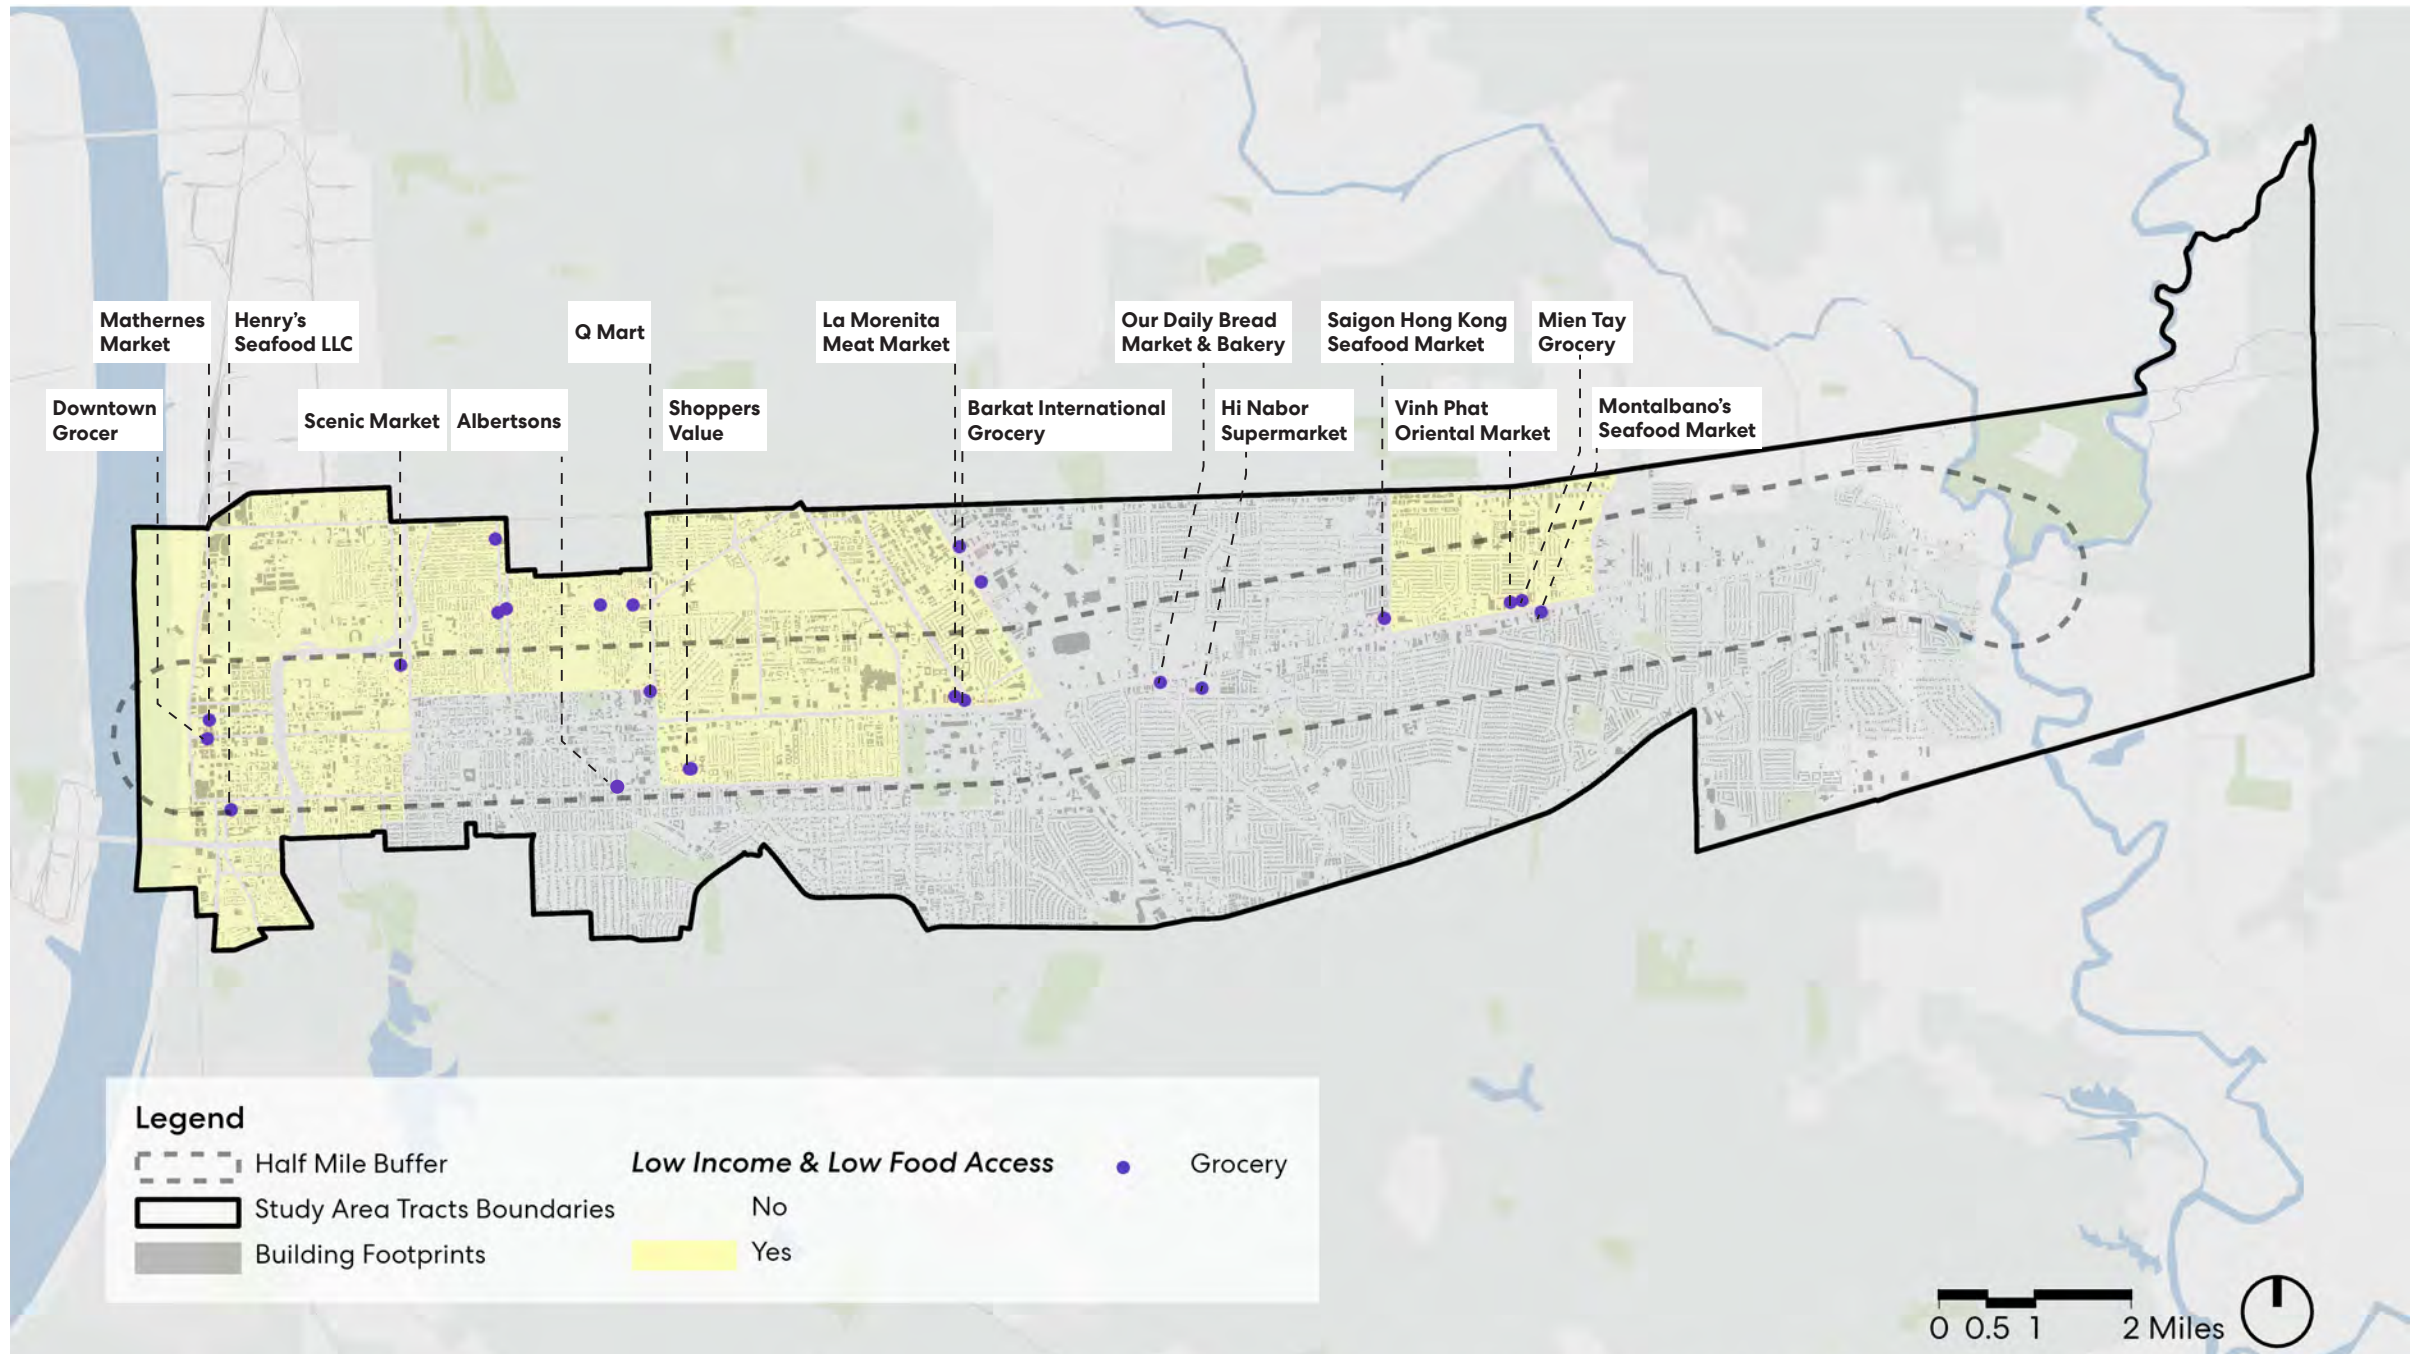 Mathernes
Market
Henry’s
Seafood LLC
Q Mart
La Morenita
Meat Market
Our Daily Bread
Market & Bakery
Saigon Hong Kong
Seafood Market
Mien Tay
Grocery
Downtown
Grocer
Scenic Market
Albertsons
Shoppers
Value
Barkat International
Grocery
Hi Nabor
Supermarket
Vinh Phat
Oriental Market
Montalbano’s
Seafood Market
Legend
Half Mile Buffer
Study Area Tracts Boundaries
Building Footprints
Low Income & Low Food Access
No
Yes
Grocery
0 0.5 1 2 Miles